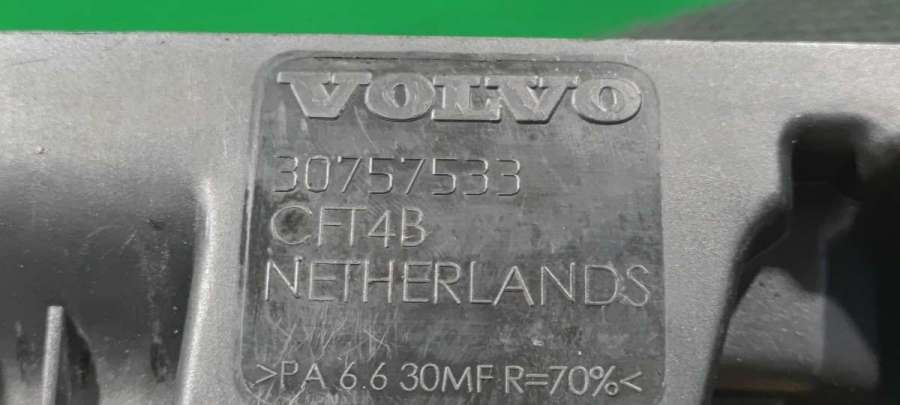 VOLVO
30757533
CFT4B
NETHERLANDS
>PA 6.6 30MF R=70%<